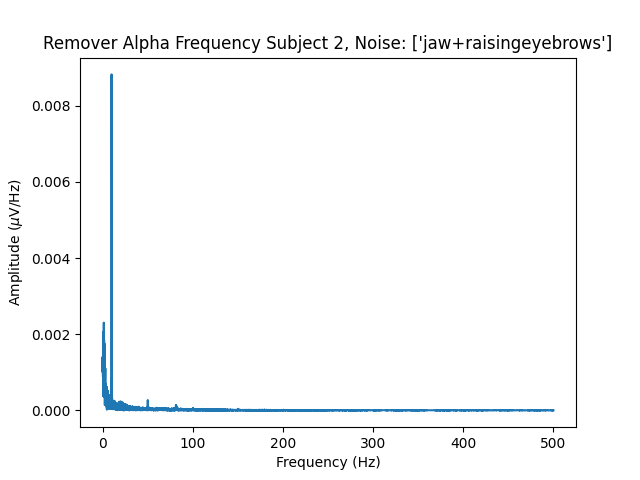 Remover Alpha Frequency Subject 2, Noise: ['jaw+raisingeyebrows']
Amplitude (μV/Hz)
0.008
0.006
0.004
0.002
0.000
0 100 200 300 400 500
Frequency (Hz)